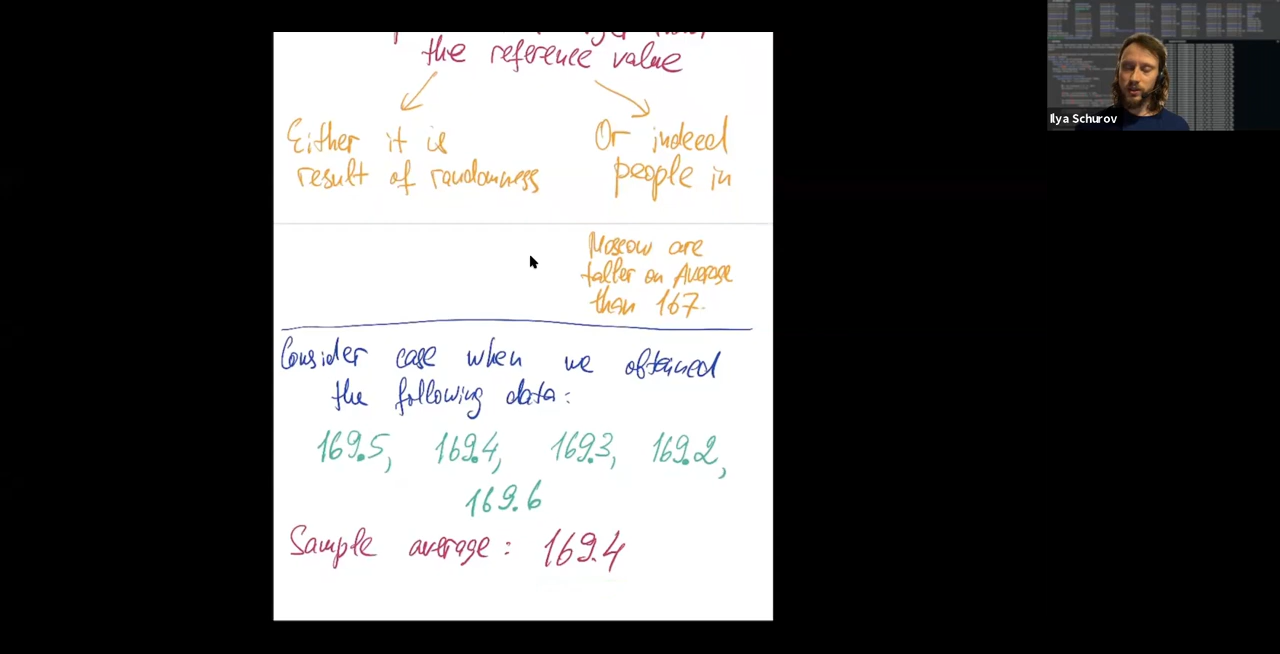 the reference value
Either it is
result of randomness
Or indeed
people in
Moscow are
taller on Average
than 167.
Consider case when we obtained
the following data:
169.5, 169.4, 169.3, 169.2,
169.6
Sample average: 169.4
Ilya Schurov